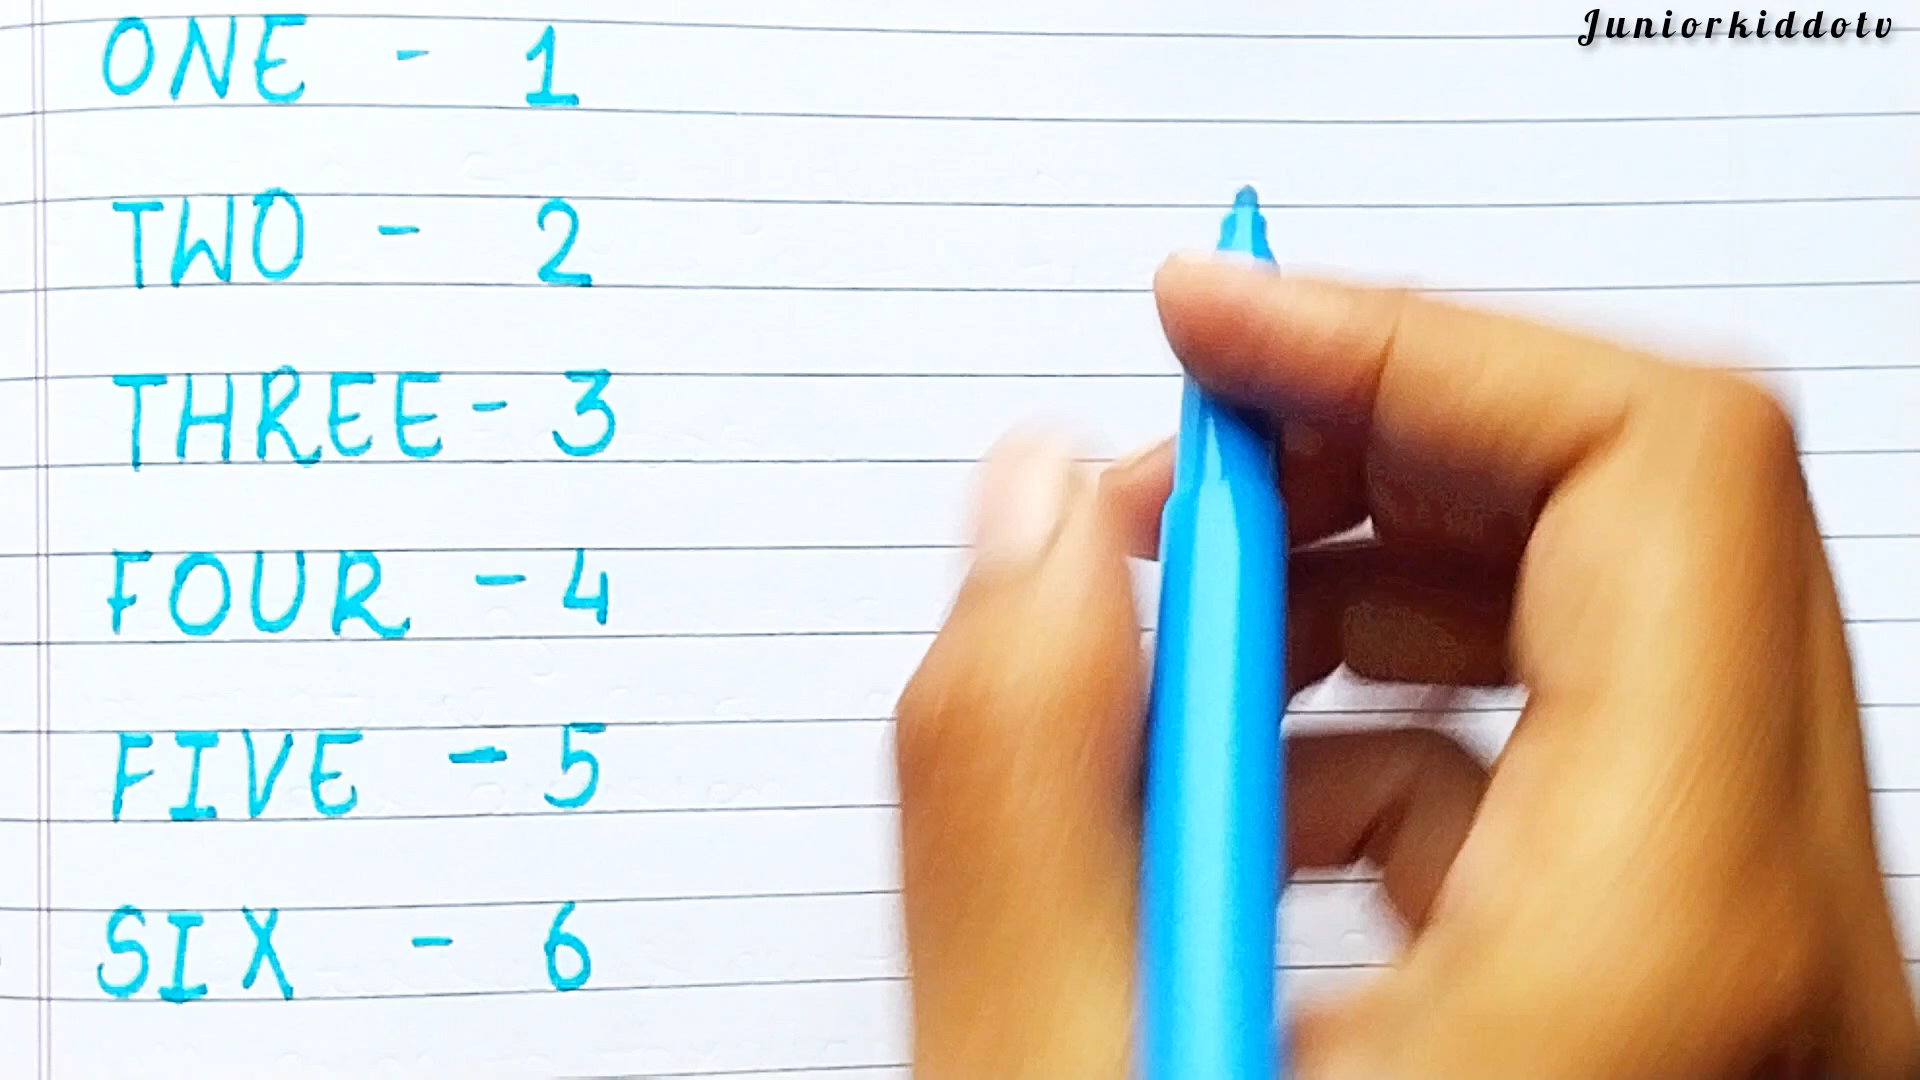 Juniorkiddotv
ONE - 1
TWO - 2
THREE - 3
FOUR - 4
FIVE - 5
SIX - 6